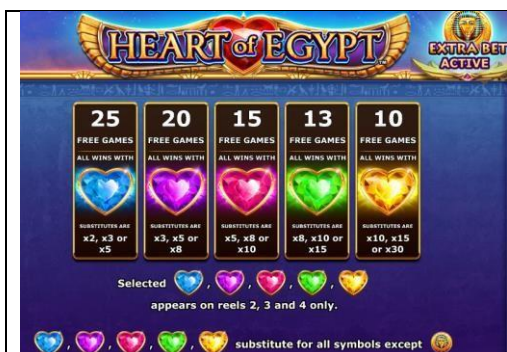 HEART of EGYPT™
EXTRA BET
ACTIVE
25
FREE GAMES
ALL WINS WITH
SUBSTITUTES ARE
x2, x3 or
x5
20
FREE GAMES
ALL WINS WITH
SUBSTITUTES ARE
x3, x5 or
x8
15
FREE GAMES
ALL WINS WITH
SUBSTITUTES ARE
x5, x8 or
x10
13
FREE GAMES
ALL WINS WITH
SUBSTITUTES ARE
x8, x10 or
x15
10
FREE GAMES
ALL WINS WITH
SUBSTITUTES ARE
x10, x15
or x30
Selected , , , ,
appears on reels 2, 3 and 4 only.
, , , , substitute for all symbols except